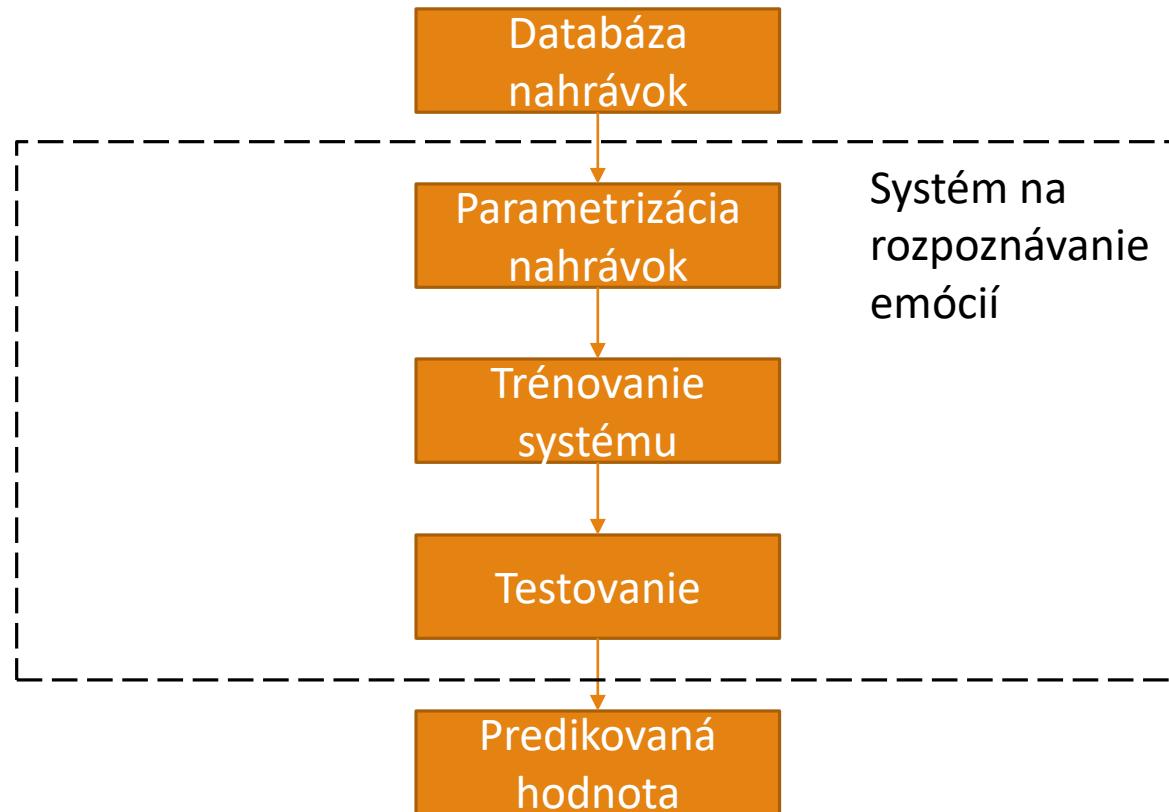 Databáza
nahrávok
Systém na
rozpoznávanie
emócií
Parametrizácia
nahrávok
Trénovanie
systému
Testovanie
Predikovaná
hodnota